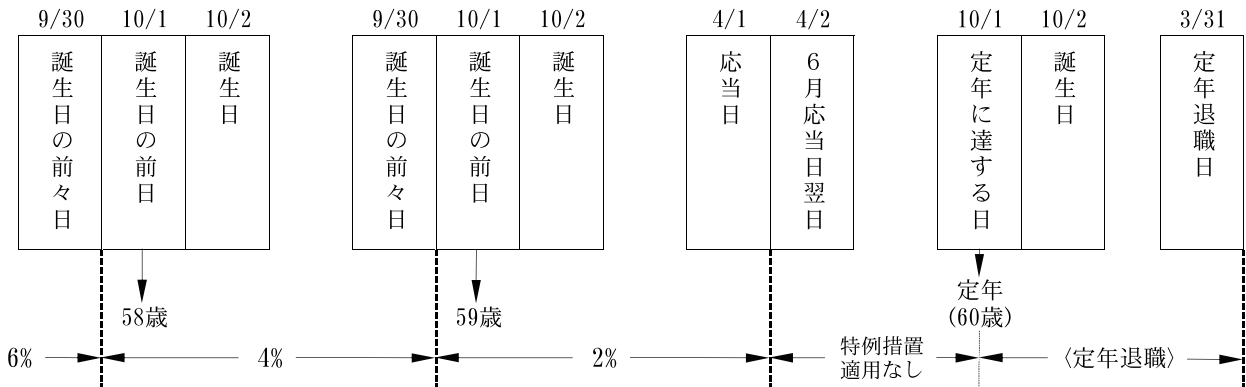 9/30 10/1 10/2 9/30 10/1 10/2 4/1 4/2 10/1 10/2 3/31
誕生日の前々日
誕生日の前日
誕生日
誕生日の前々日
誕生日の前日
誕生日
応当日
6月応当日翌日
定年に達する日
誕生日
定年退職日
58歳
59歳
定年
(60歳)
6%
4%
2%
特例措置
適用なし
〈定年退職〉